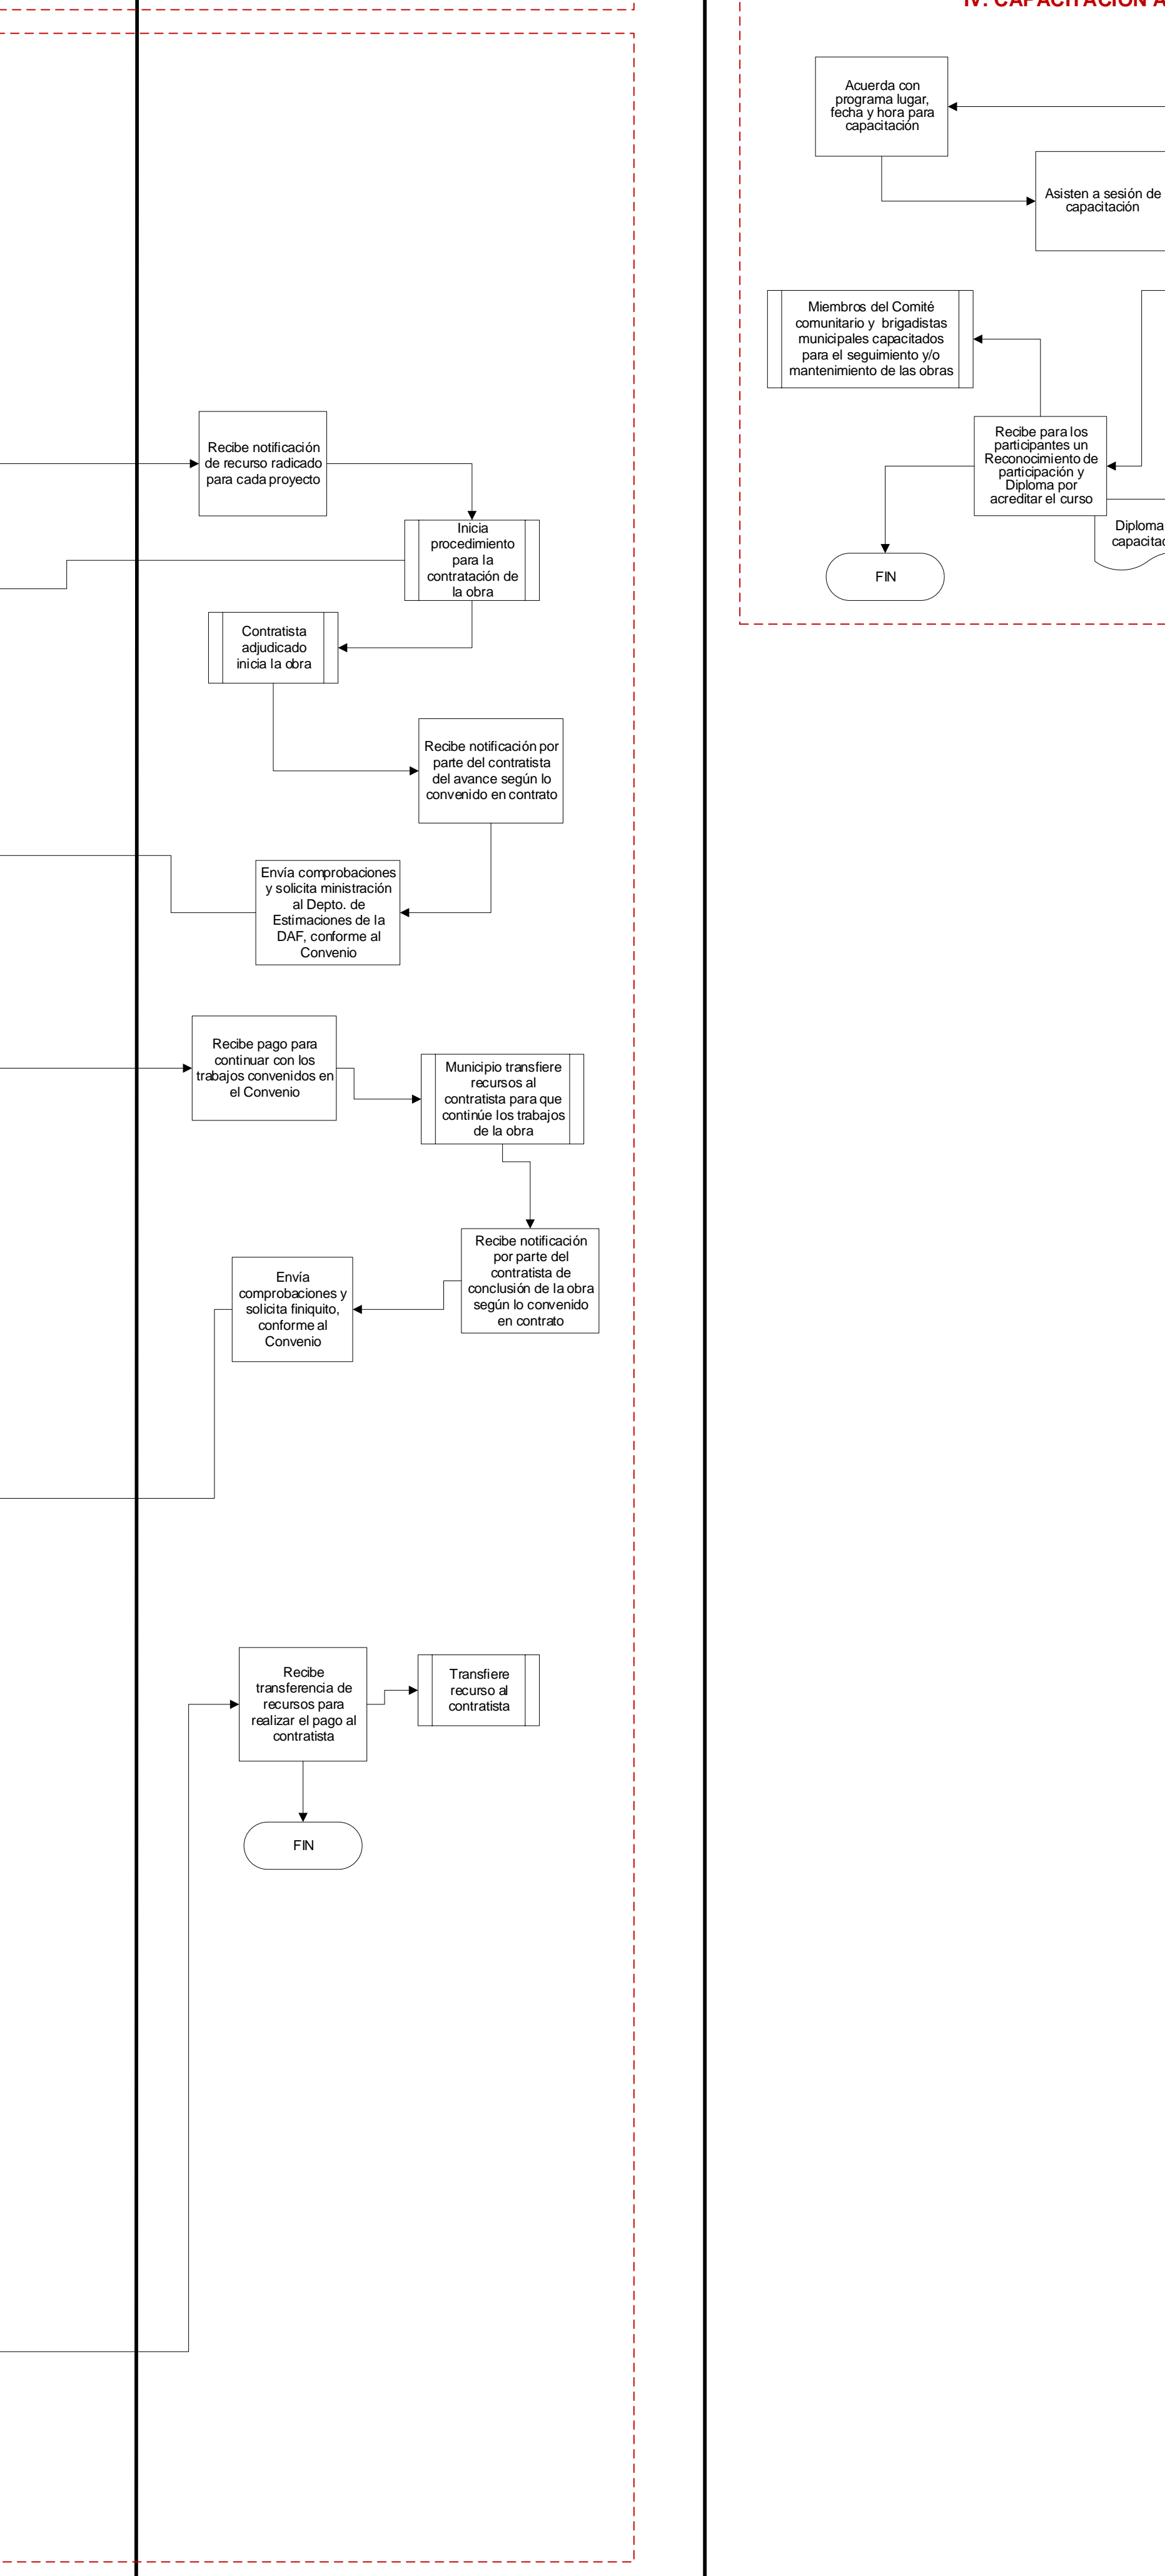 Recibe notificación
de recurso radicado
para cada proyecto
Inicia
procedimiento
para la
contratación de
la obra
Contratista
adjudicado
inicia la obra
Recibe notificación por
parte del contratista
del avance según lo
convenido en contrato
Envía comprobaciones
y solicita ministración
al Depto. de
Estimaciones de la
DAF, conforme al
Convenio
Recibe pago para
continuar con los
trabajos convenidos en
el Convenio
Municipio transfiere
recursos al
contratista para que
continúe los trabajos
de la obra
Recibe notificación
por parte del
contratista de
conclusión de la obra
según lo convenido
en contrato
Envía
comprobaciones y
solicita finiquito,
conforme al
Convenio
Recibe
transferencia de
recursos para
realizar el pago al
contratista
Transfiere
recurso al
contratista
FIN
IV. CAPACITACIÓN A
Acuerda con
programa lugar,
fecha y hora para
capacitación
Asisten a sesión de
capacitación
Miembros del Comité
comunitario y brigadistas
municipales capacitados
para el seguimiento y/o
mantenimiento de las obras
Recibe para los
participantes un
Reconocimiento de
participación y
Diploma por
acreditar el curso
Diploma
capacitac
FIN